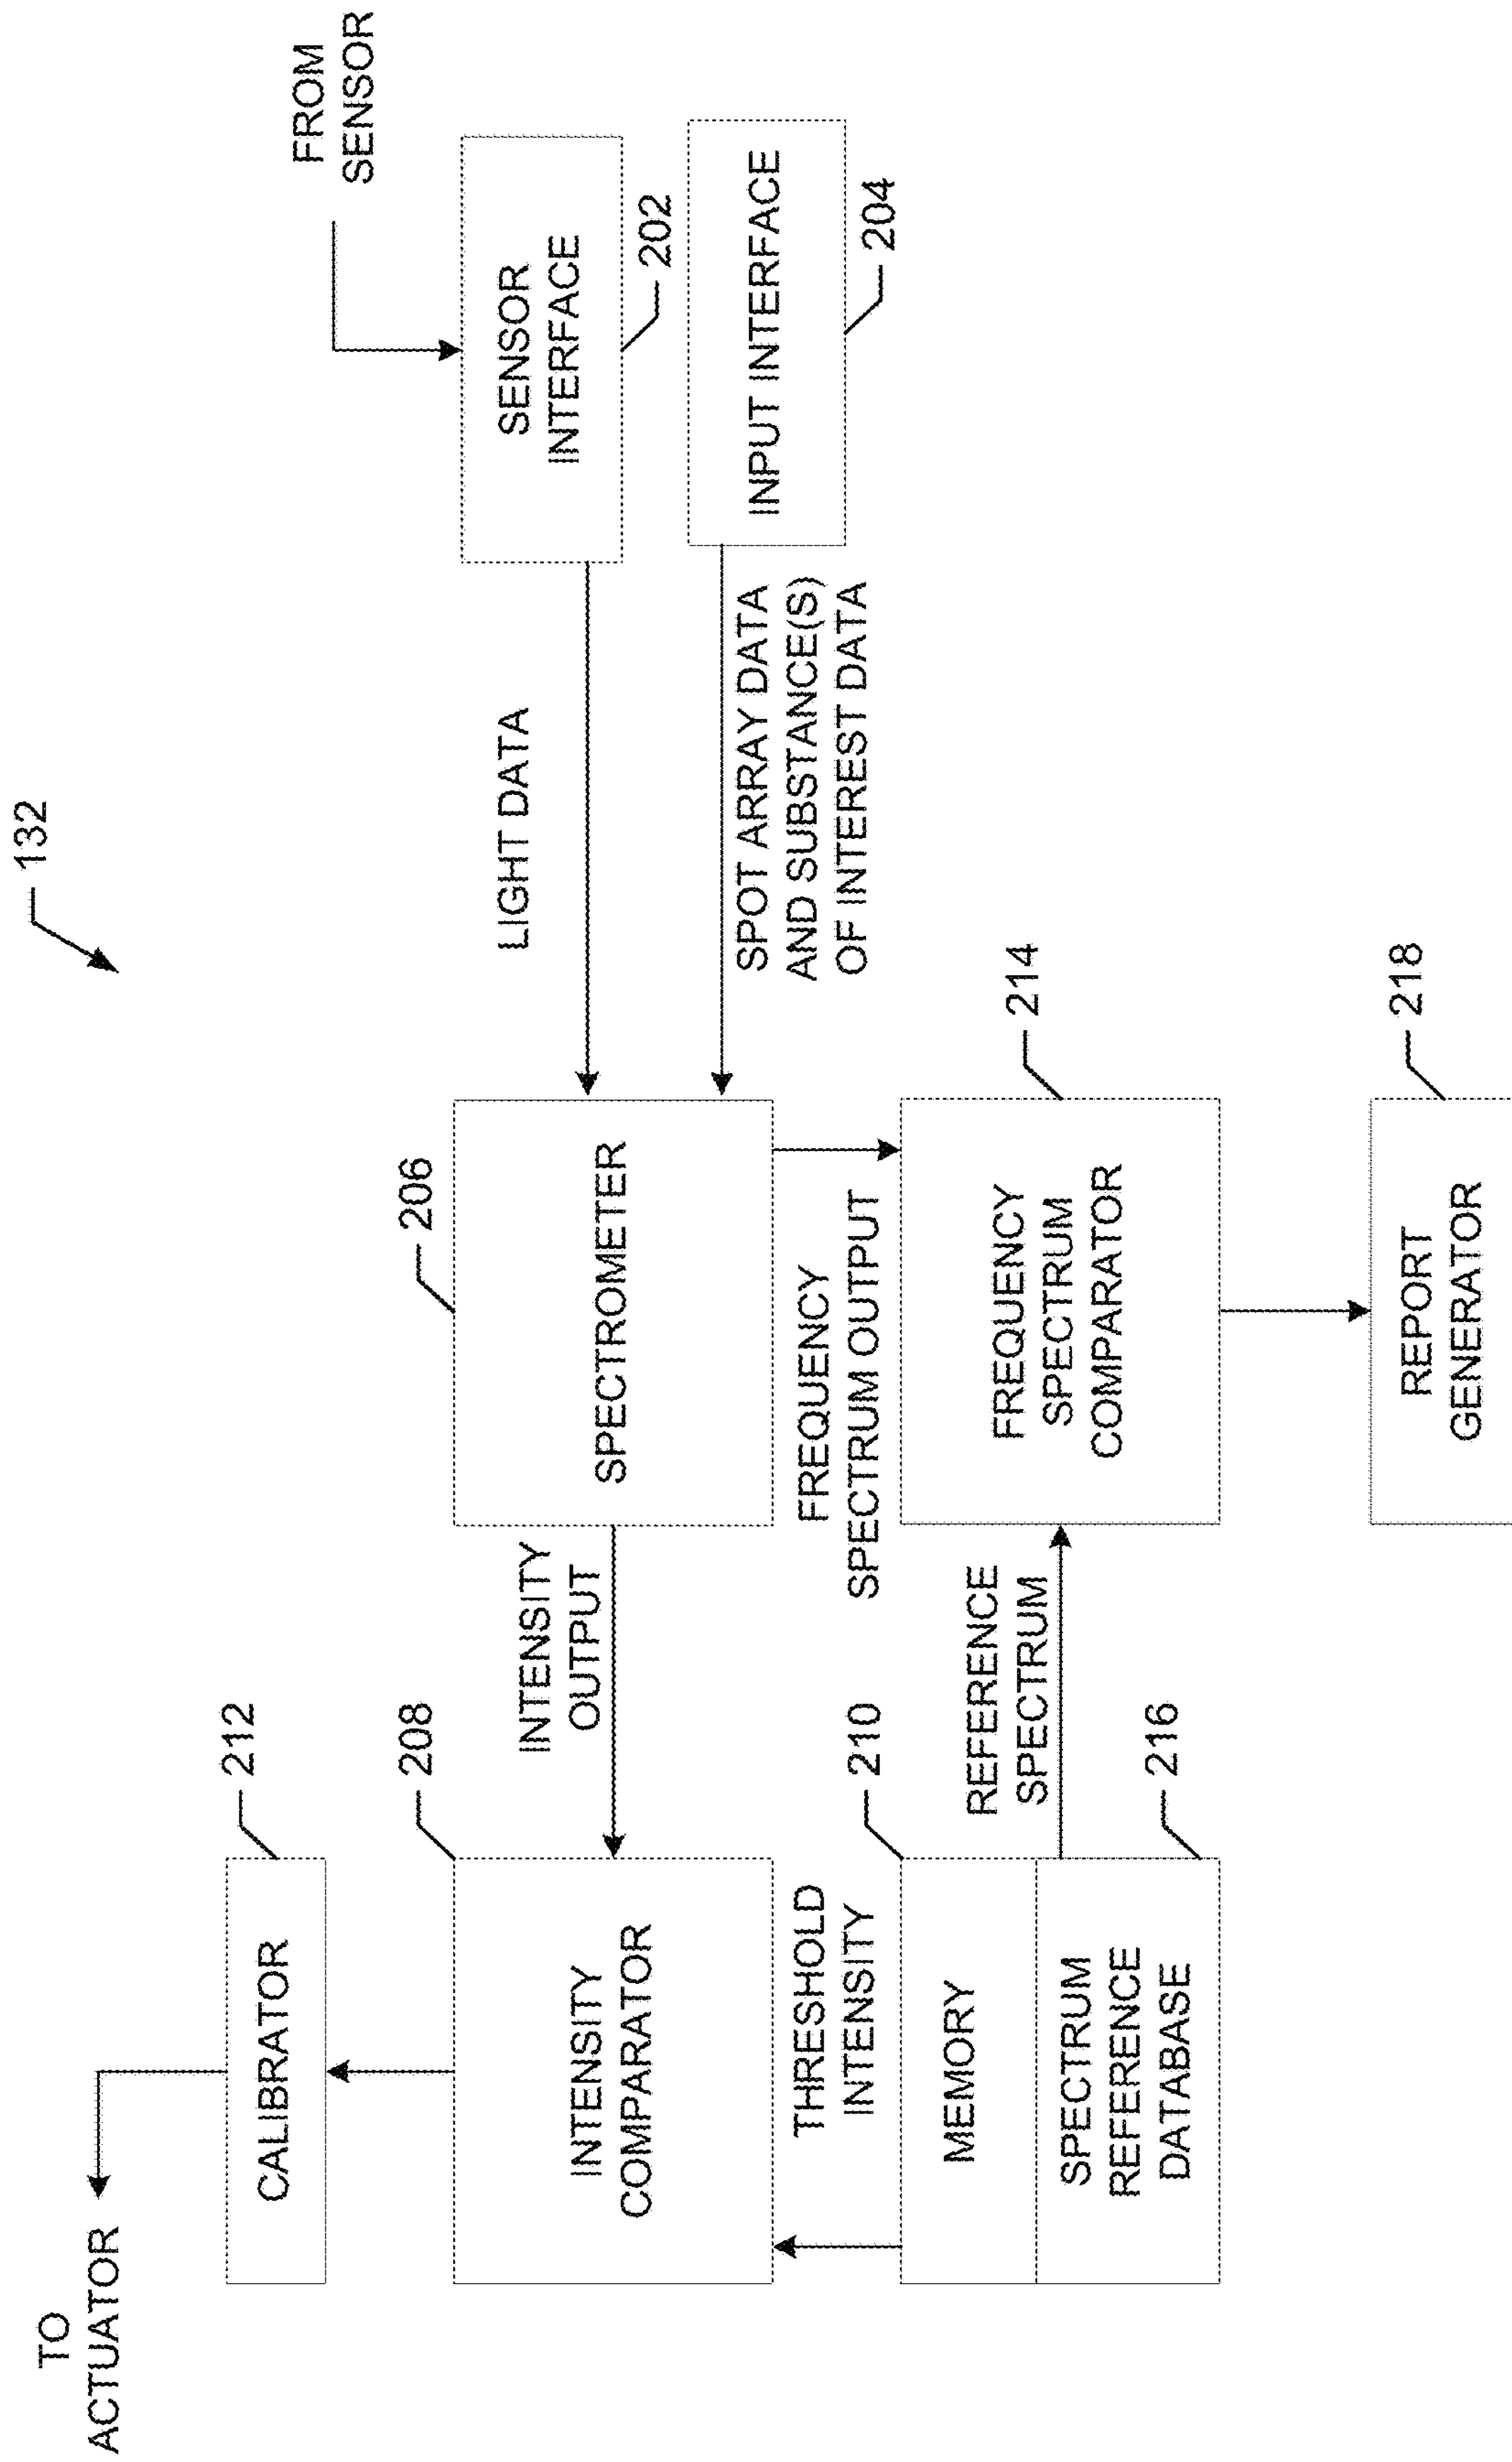 132
TO
ACTUATOR
CALIBRATOR
212
INTENSITY
COMPARATOR
208
INTENSITY
OUTPUT
SPECTROMETER
206
LIGHT DATA
FROM
SENSOR
SENSOR
INTERFACE
202
INPUT INTERFACE
204
SPOT ARRAY DATA
AND SUBSTANCE(S)
OF INTEREST DATA
THRESHOLD
INTENSITY
MEMORY
210
SPECTRUM
REFERENCE
DATABASE
216
REFERENCE
SPECTRUM
FREQUENCY
SPECTRUM OUTPUT
FREQUENCY
SPECTRUM
COMPARATOR
214
REPORT
GENERATOR
218